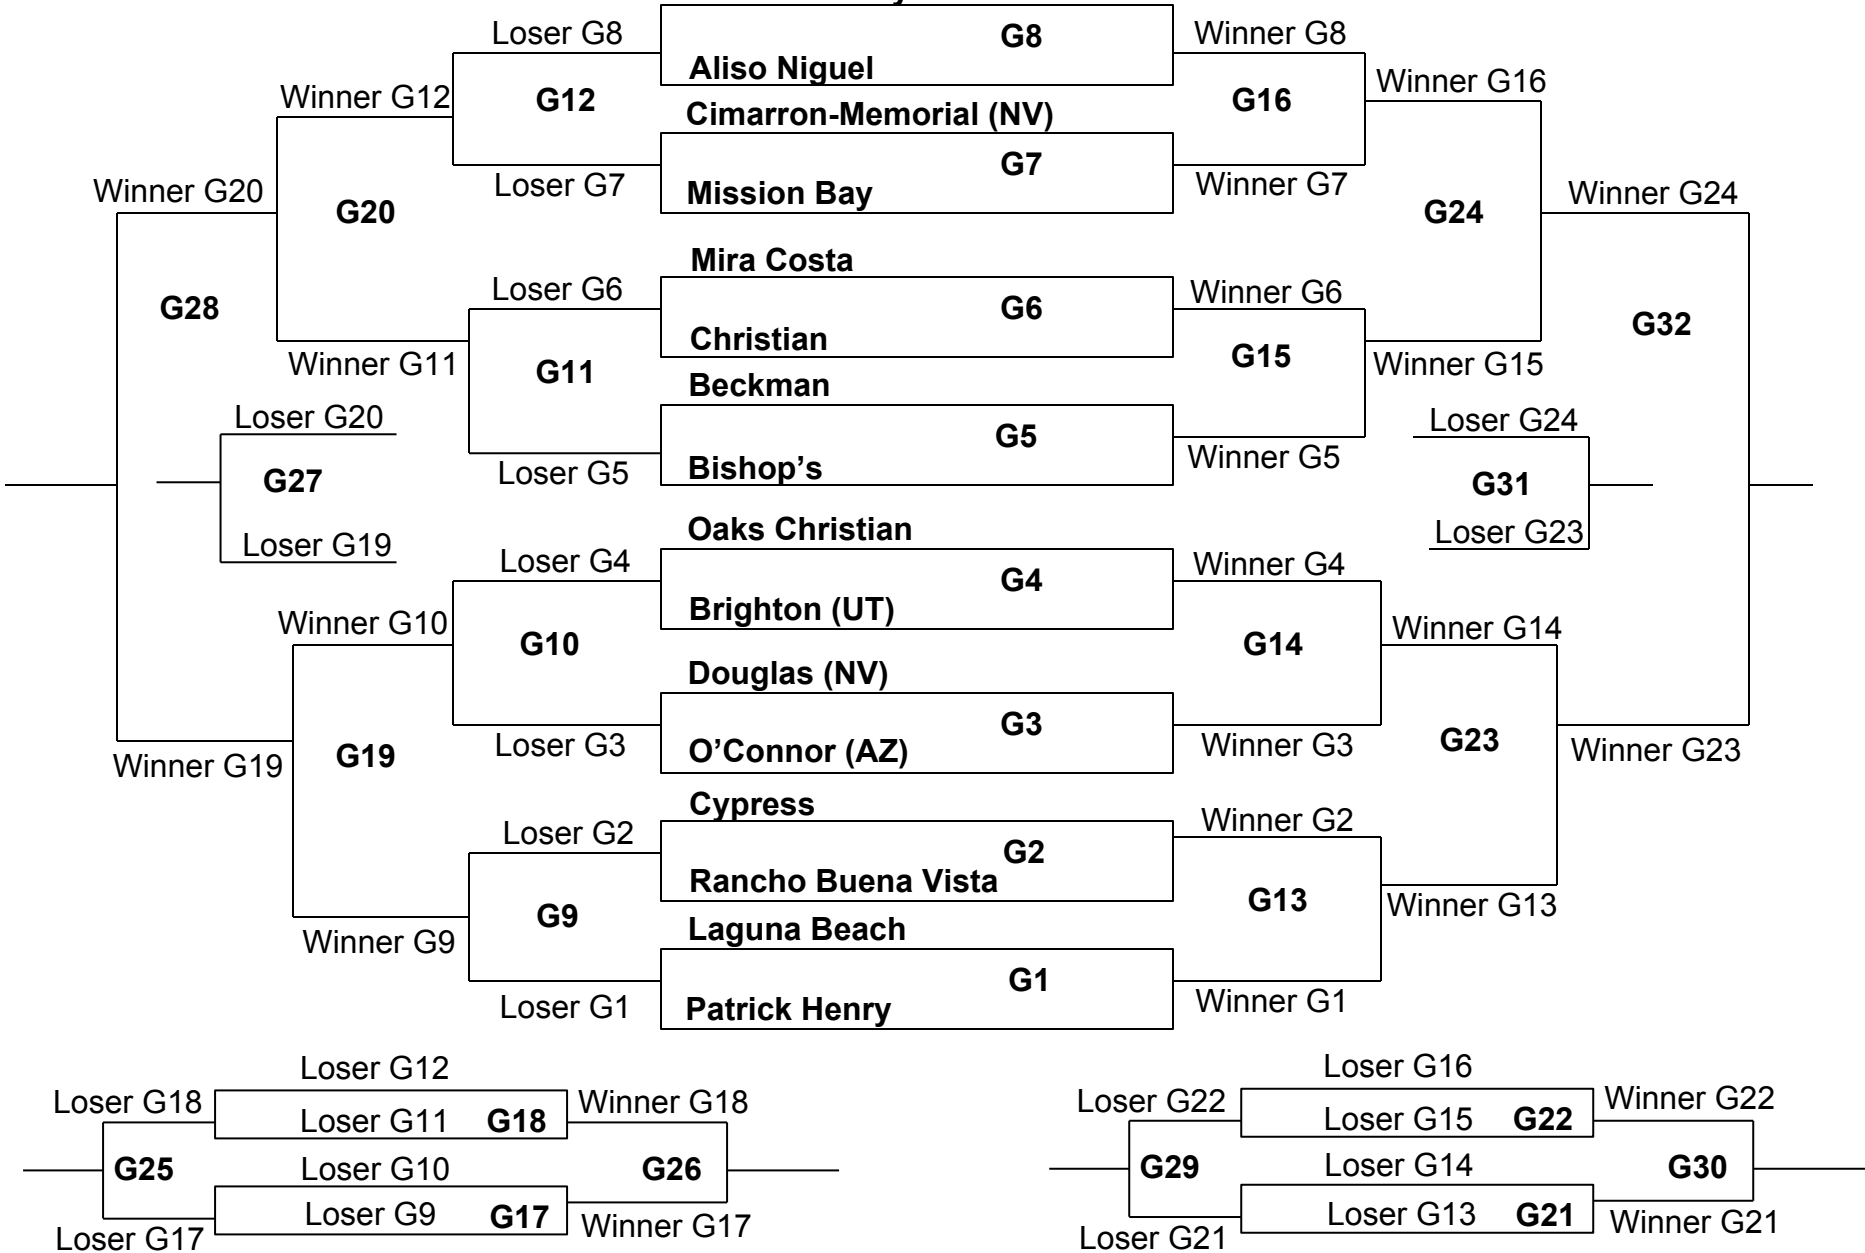 Loser G8
G8
Winner G8
Aliso Niguel
Winner G16
Winner G12
G12
Cimarron-Memorial (NV)
G16
G7
Loser G7
Mission Bay
Winner G7
Winner G20
G20
G24
Winner G24
Mira Costa
Loser G6
G6
Winner G6
G28
Christian
G32
Winner G11
G11
Beckman
G15
Winner G15
Loser G20
Loser G24
G5
Loser G5
Bishop’s
Winner G5
G27
G31
Oaks Christian
Loser G19
Loser G23
Loser G4
G4
Winner G4
Brighton (UT)
Winner G10
G10
G14
Winner G14
Douglas (NV)
G3
Loser G3
O’Connor (AZ)
Winner G3
Winner G19
G19
G23
Winner G23
Cypress
Loser G2
G2
Winner G2
Rancho Buena Vista
G9
G13
Winner G13
Winner G9
Laguna Beach
G1
Loser G1
Patrick Henry
Winner G1
Loser G12
Loser G18
Loser G11 G18
Winner G18
G25
Loser G10
G26
Loser G9 G17
Loser G17
Winner G17
Loser G16
Loser G22
Loser G15 G22
Winner G22
G29
Loser G14
G30
Loser G13 G21
Loser G21
Winner G21